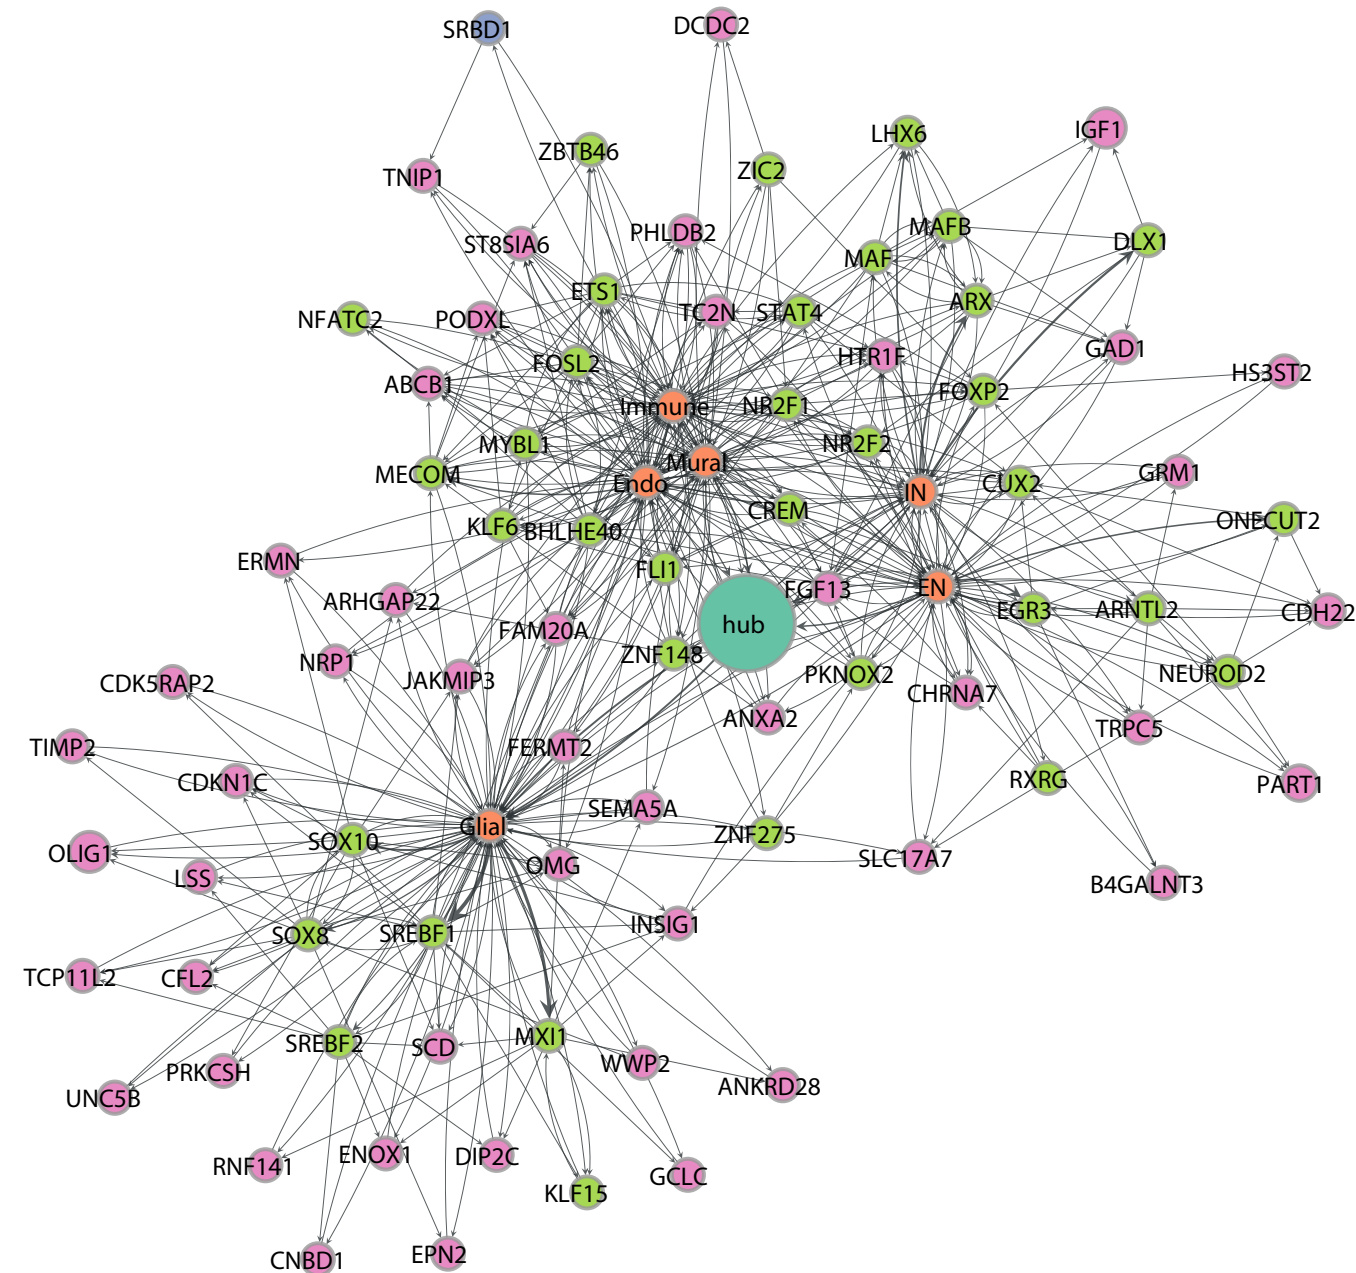 SRBD1
DCDC2
IGF1
LHX6
ZBTB46
ZIC2
TNIP1
ST8SIA6
PHLDB2
MAFB
DLX1
MAF
ETS1
ARX
NFATC2
PODXL
TC2N
STAT4
GAD1
HTR1F
FOSL2
HS3ST2
ABCB1
FOXP2
Immune
NR2F1
MYBL1
NR2F2
Mural
MECOM
Endo
IN
CUX2
GRM1
CREM
ONECUT2
KLF6
BHLHE40
ERMN
FLI1
FGF13
EN
ARHGAP22
EGR3
ARNTL2
CDH22
hub
FAM20A
ZNF148
NRP1
JAKMIP3
PKNOX2
NEUROD2
CDK5RAP2
CHRNA7
ANXA2
TRPC5
TIMP2
FERMT2
CDKN1C
RXRG
PART1
SEMA5A
Glial
ZNF275
SOX10
OLIG1
SLC17A7
OMG
LSS
B4GALNT3
INSIG1
SOX8
SREBF1
TCP11L2
CFL2
MXI1
SREBF2
SCD
WWP2
PRKCSH
ANKRD28
UNC5B
ENOX1
DIP2C
RNF141
GCLC
KLF15
EPN2
CNBD1